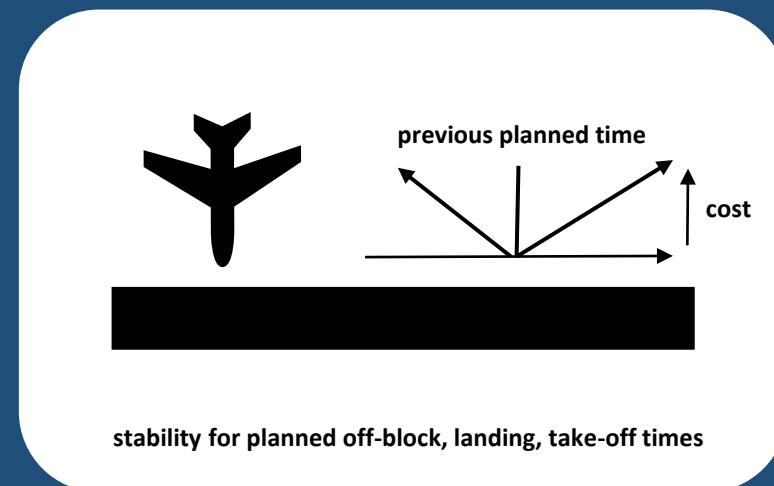 previous planned time
cost
stability for planned off-block, landing, take-off times